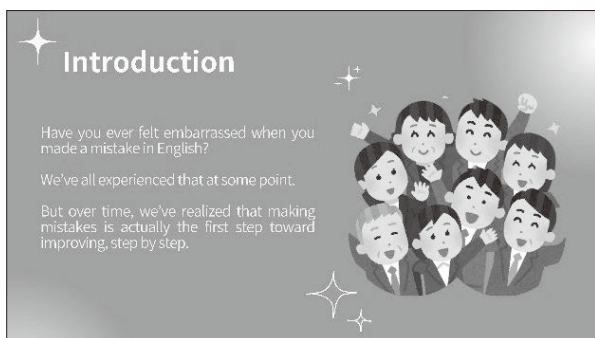 Introduction
Have you ever felt embarrassed when you
made a mistake in English?
We've all experienced that at some point.
But over time, we've realized that making
mistakes is actually the first step toward
improving, step by step.